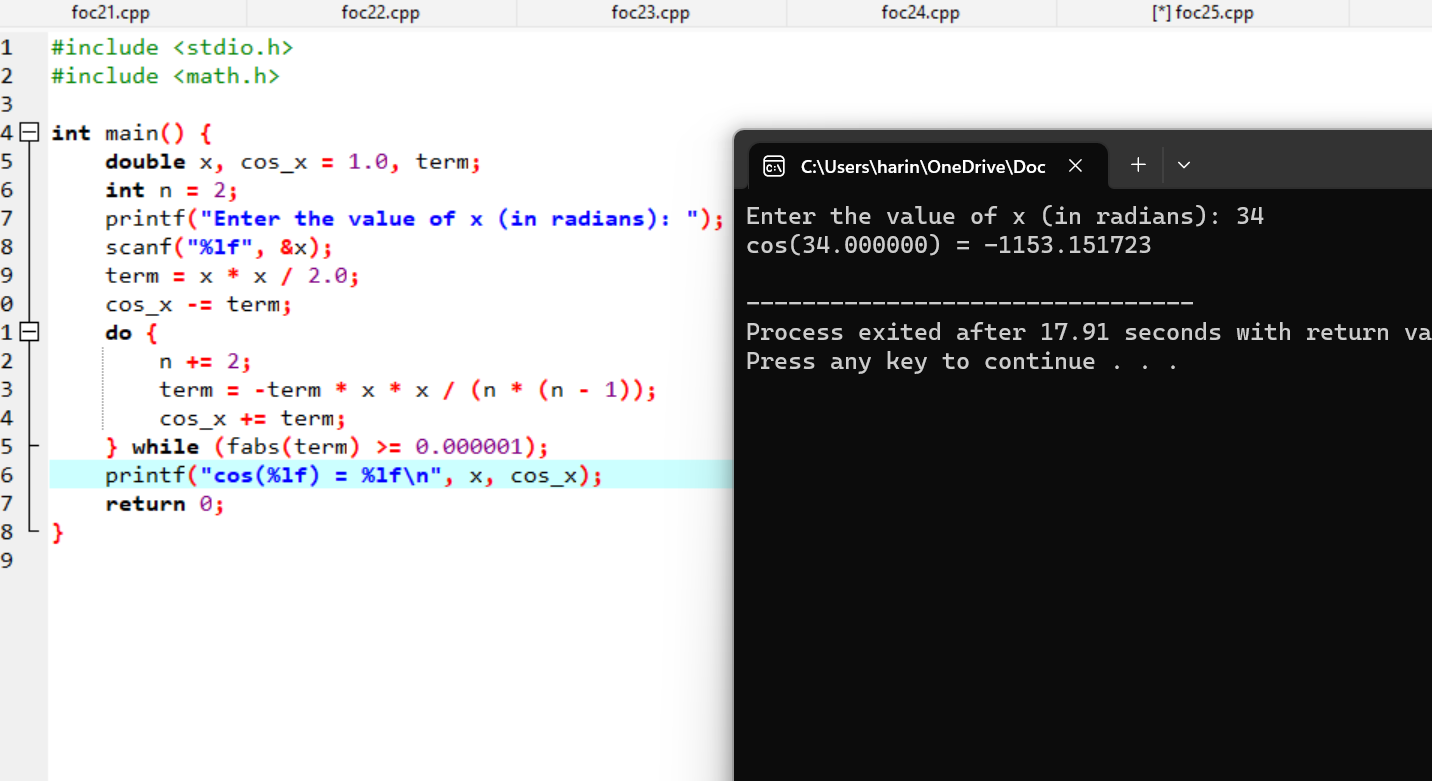 foc21.cpp foc22.cpp foc23.cpp foc24.cpp [*] foc25.cpp
1 #include <stdio.h>
2 #include <math.h>
3
4 int main() {
5 double x, cos_x = 1.0, term;
6 int n = 2;
7 printf("Enter the value of x (in radians): ");
8 scanf("%lf", &x);
9 term = x * x / 2.0;
0 cos_x -= term;
1 do {
2 n += 2;
3 term = -term * x * x / (n * (n - 1));
4 cos_x += term;
5 } while (fabs(term) >= 0.000001);
6 printf("cos(%lf) = %lf\n", x, cos_x);
7 return 0;
8 }
9
C:\Users\harin\OneDrive\Doc
Enter the value of x (in radians): 34
cos(34.000000) = -1153.151723
--------------------------------
Process exited after 17.91 seconds with return va
Press any key to continue . . .